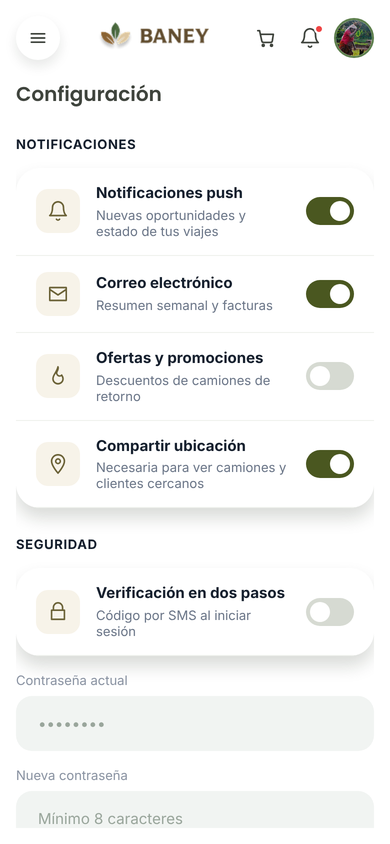 BANEY
Configuración
NOTIFICACIONES
Notificaciones push
Nuevas oportunidades y
estado de tus viajes
Correo electrónico
Resumen semanal y facturas
Ofertas y promociones
Descuentos de camiones de
retorno
Compartir ubicación
Necesaria para ver camiones y
clientes cercanos
SEGURIDAD
Verificación en dos pasos
Código por SMS al iniciar
sesión
Contraseña actual
••••••••
Nueva contraseña
Mínimo 8 caracteres